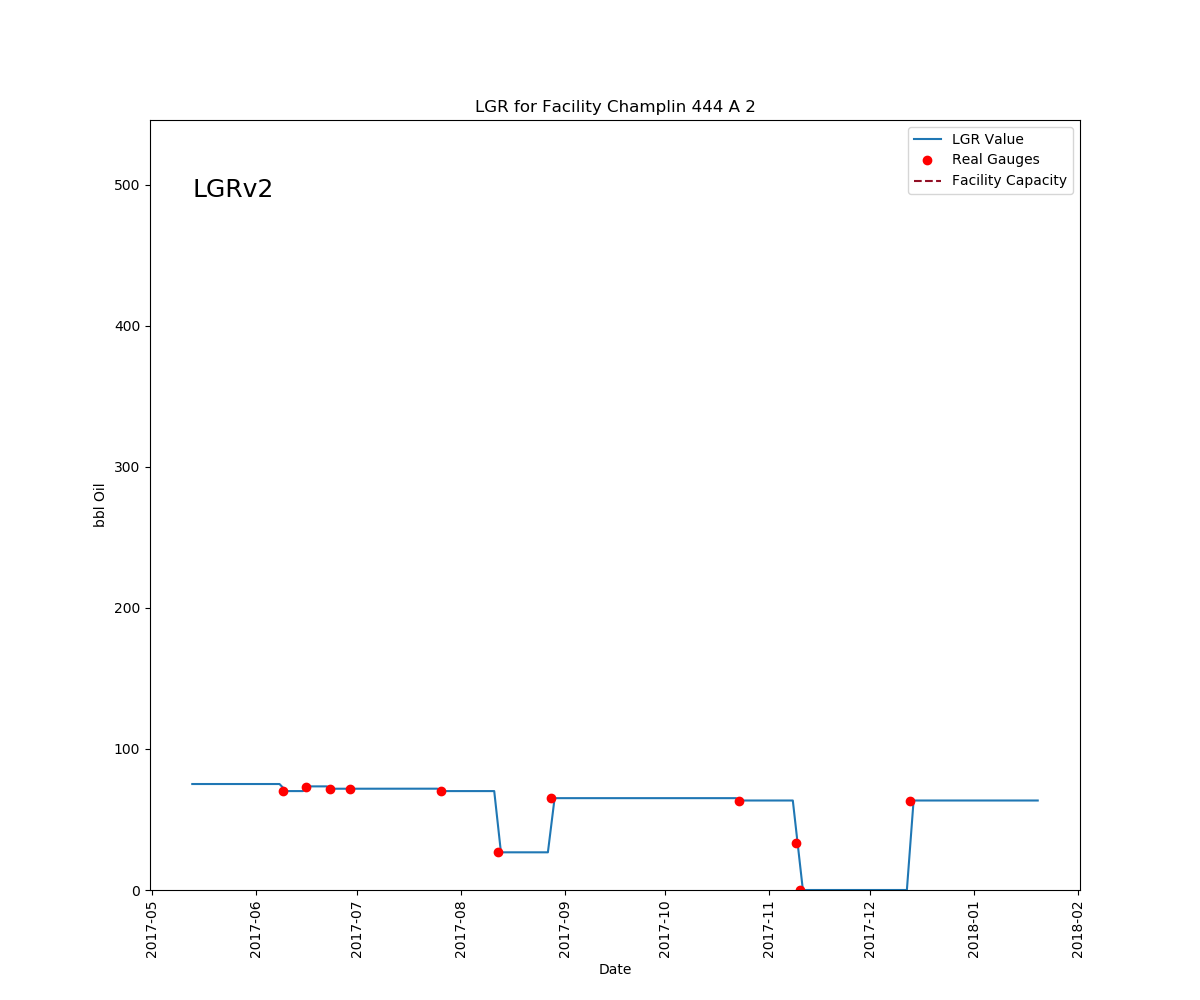 LGR for Facility Champlin 444 A 2
LGRv2
LGR Value
Real Gauges
Facility Capacity
bbl Oil
500
400
300
200
100
0
2017-05
2017-06
2017-07
2017-08
2017-09
2017-10
2017-11
2017-12
2018-01
2018-02
Date